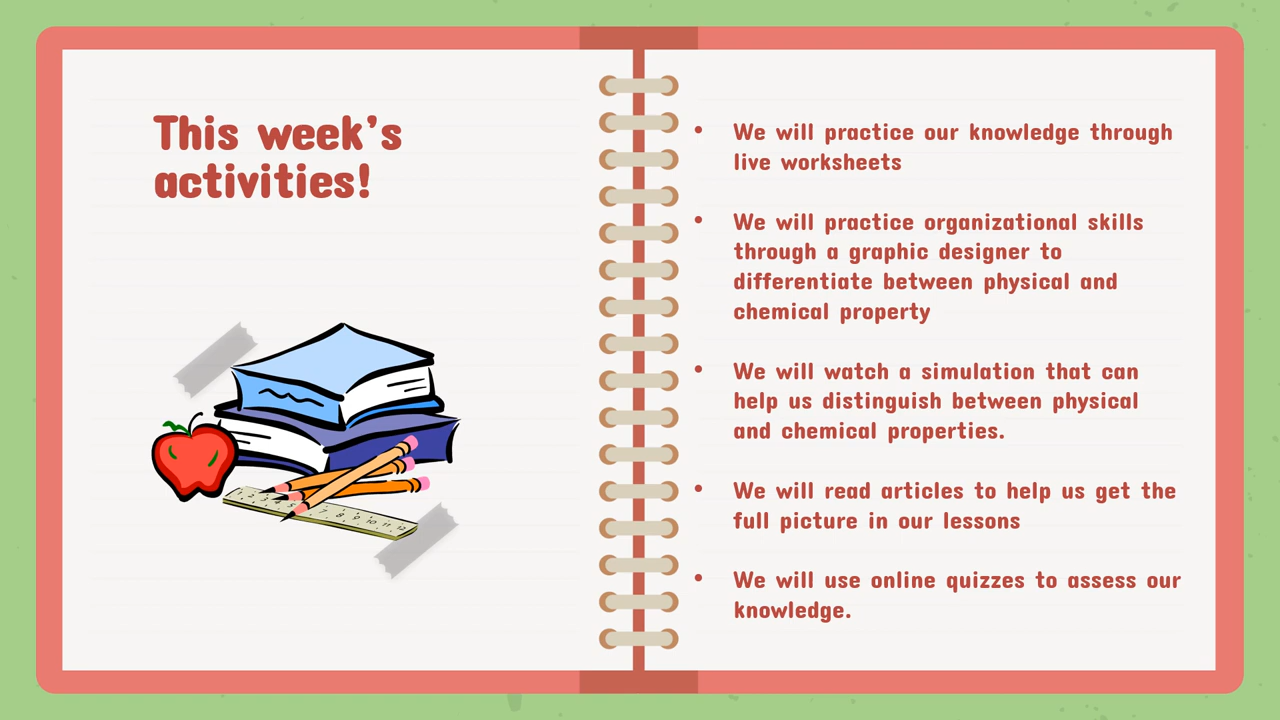 This week's
activities!
• We will practice our knowledge through
live worksheets
• We will practice organizational skills
through a graphic designer to
differentiate between physical and
chemical property
• We will watch a simulation that can
help us distinguish between physical
and chemical properties.
• We will read articles to help us get the
full picture in our lessons
• We will use online quizzes to assess our
knowledge.